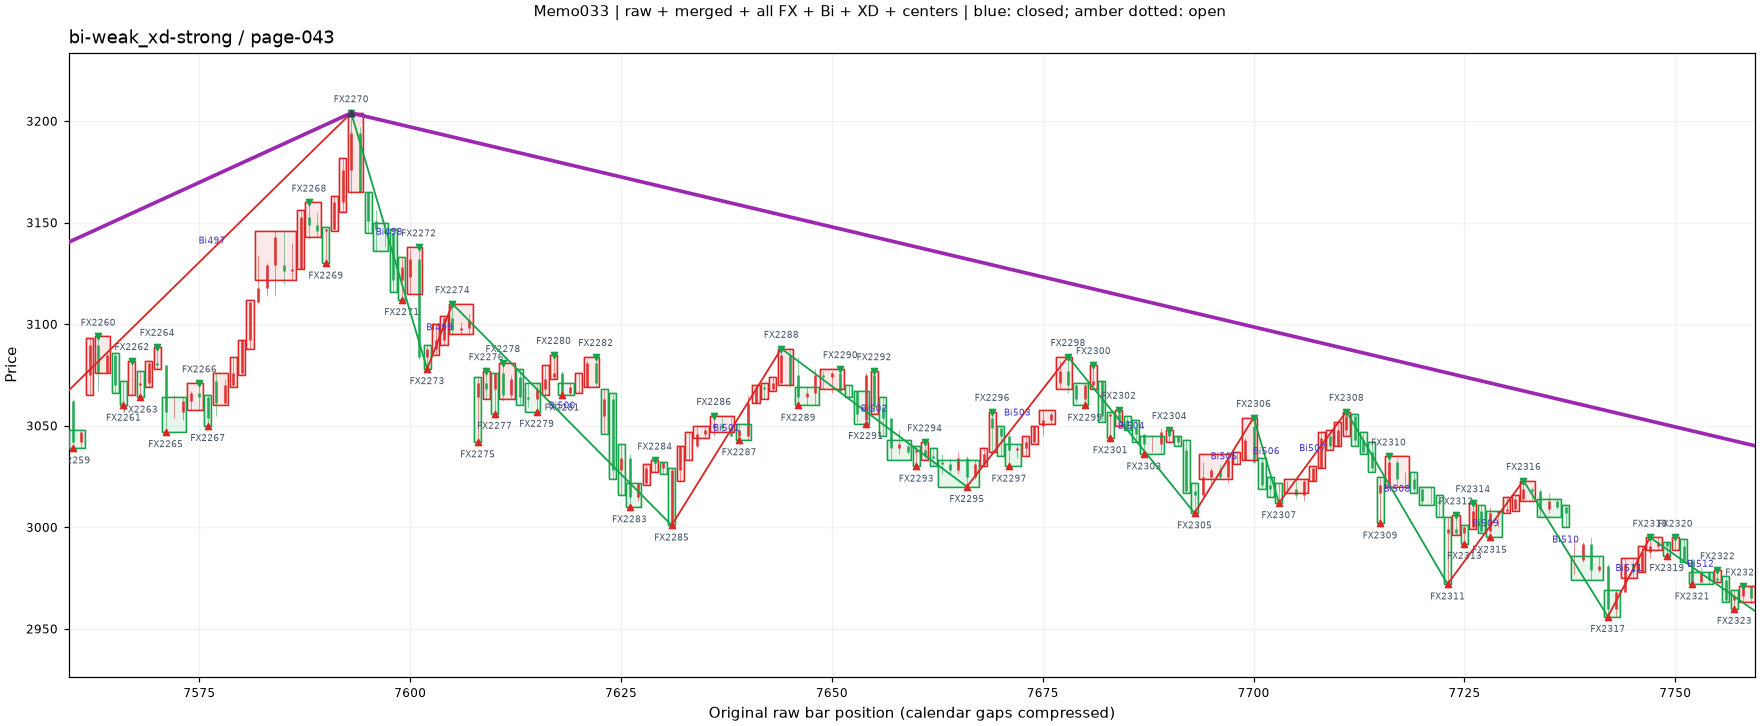 Memo033 | raw + merged + all FX + Bi + XD + centers | blue: closed; amber dotted: open
bi-weak_xd-strong / page-043
Price
3200
3150
3100
3050
3000
2950
7575
7600
7625
7650
7675
7700
7725
7750
Original raw bar position (calendar gaps compressed)
FX2260
FX2262
FX2264
FX2261
FX2263
FX2265
FX2266
FX2267
FX2268
FX2269
FX2270
FX2271
FX2272
FX2273
FX2274
FX2275
FX2277
FX2278
FX2279
FX2280
FX2282
FX2283
FX2284
FX2285
FX2286
FX2287
FX2288
FX2289
FX2290
FX2291
FX2292
FX2293
FX2294
FX2295
FX2296
FX2297
FX2298
FX2299
FX2300
FX2301
FX2302
FX2303
FX2304
FX2305
FX2306
FX2307
FX2308
FX2309
FX2310
FX2311
FX2313
FX2314
FX2315
FX2316
FX2317
FX2319
FX2320
FX2321
FX2322
FX2323
Bi497
Bi501
Bi502
Bi503
Bi504
Bi505
Bi506
Bi507
Bi508
Bi509
Bi510
Bi511
Bi512